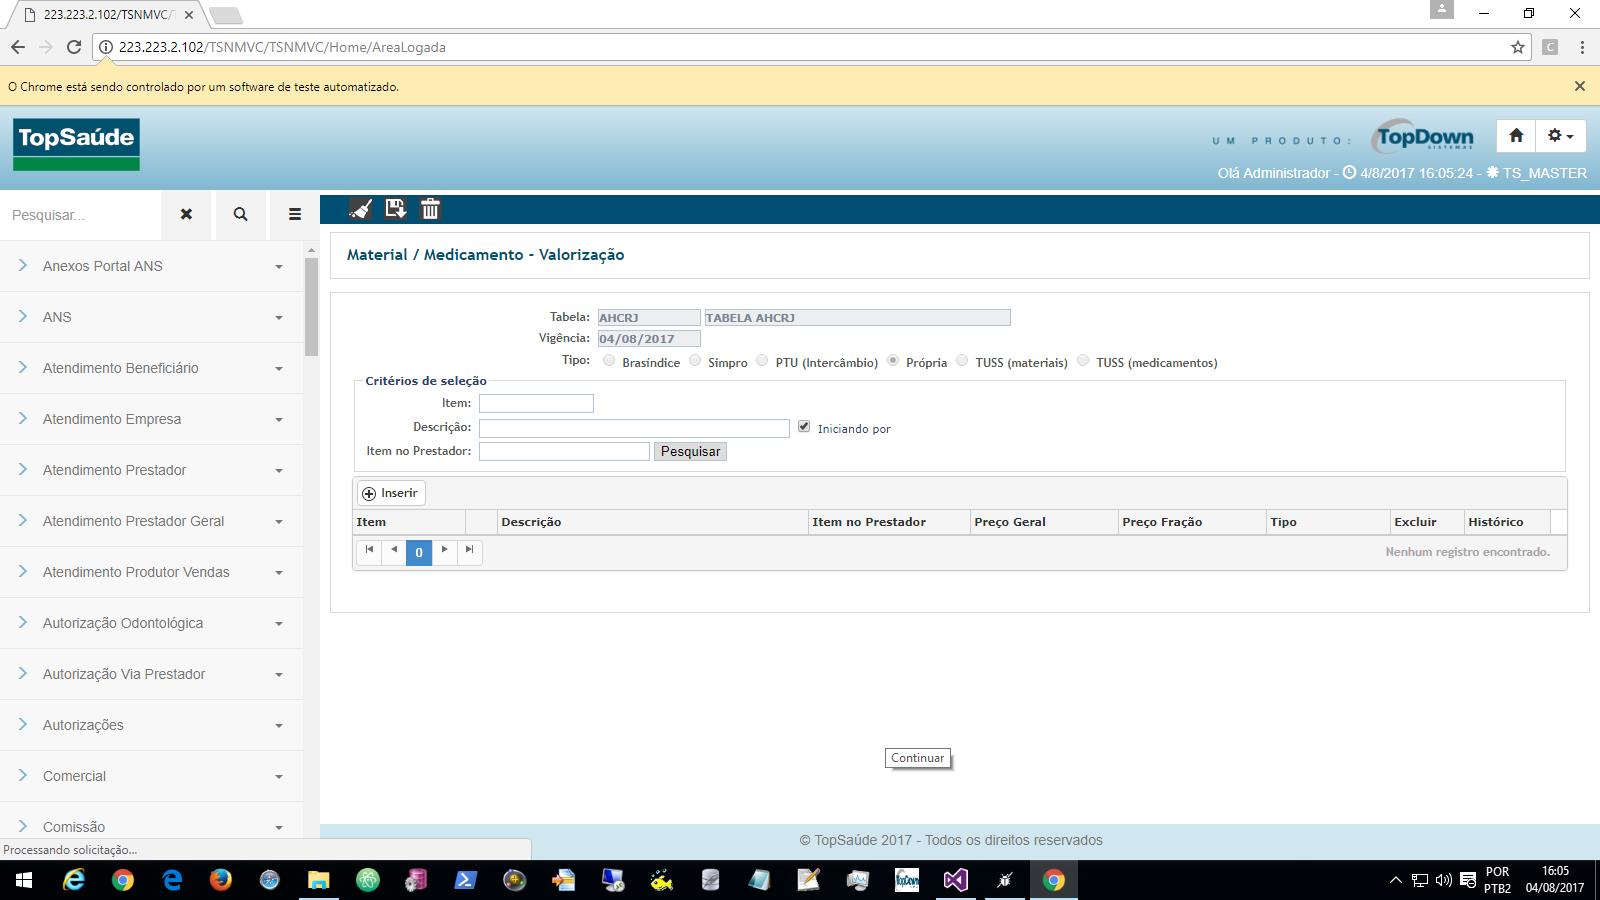 223.223.2.102/TSNMVC/
223.223.2.102/TSNMVC/TSNMVC/Home/AreaLogada
C
O Chrome está sendo controlado por um software de teste automatizado.
TopSaúde
UM PRODUTO:
TopDown
SISTEMAS
Olá Administrador - 4/8/2017 16:05:24 - TS_MASTER
Pesquisar...
Anexos Portal ANS
ANS
Atendimento Beneficiário
Atendimento Empresa
Atendimento Prestador
Atendimento Prestador Geral
Atendimento Produtor Vendas
Autorização Odontológica
Autorização Via Prestador
Autorizações
Comercial
Comissão
Processando solicitação...
Material / Medicamento - Valorização
Tabela: AHCRJ TABELA AHCRJ
Vigência: 04/08/2017
Tipo: Brasíndice Simpro PTU (Intercâmbio) Própria TUSS (materiais) TUSS (medicamentos)
Critérios de seleção
Item:
Descrição: Iniciando por
Item no Prestador: Pesquisar
Inserir
Item Descrição Item no Prestador Preço Geral Preço Fração Tipo Excluir Histórico
0 Nenhum registro encontrado.
Continuar
© TopSaúde 2017 - Todos os direitos reservados
TopDown
POR
PTB2
16:05
04/08/2017